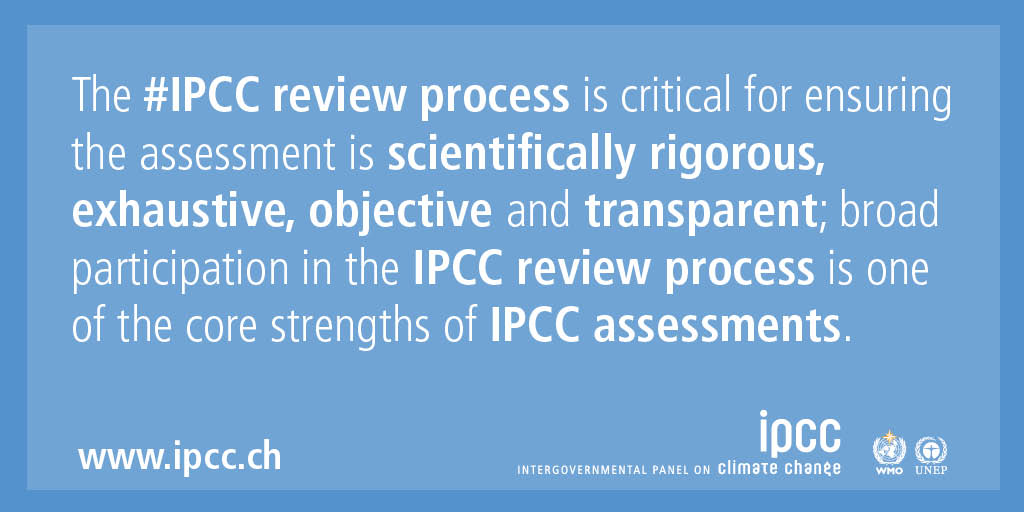 The #IPCC review process is critical for ensuring
the assessment is scientifically rigorous,
exhaustive, objective and transparent; broad
participation in the IPCC review process is one
of the core strengths of IPCC assessments.
www.ipcc.ch
ipcc
INTERGOVERNMENTAL PANEL ON climate change
WMO
UNEP